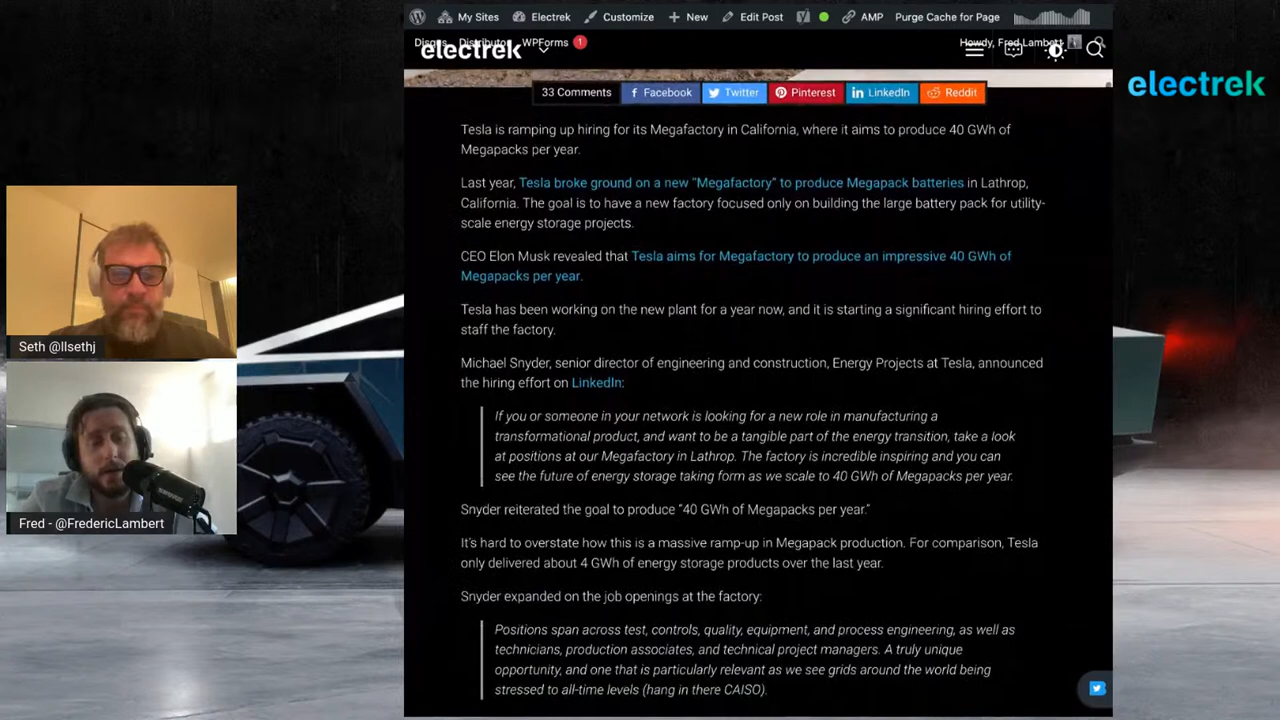 My Sites Electrek Customize New Edit Post AMP Purge Cache for Page
Disqus Distributor WPForms 1 Howdy, Fred Lambert
electrek
33 Comments Facebook Twitter Pinterest LinkedIn Reddit
electrek
Tesla is ramping up hiring for its Megafactory in California, where it aims to produce 40 GWh of
Megapacks per year.
Last year, Tesla broke ground on a new “Megafactory” to produce Megapack batteries in Lathrop,
California. The goal is to have a new factory focused only on building the large battery pack for utility-
scale energy storage projects.
CEO Elon Musk revealed that Tesla aims for Megafactory to produce an impressive 40 GWh of
Megapacks per year.
Tesla has been working on the new plant for a year now, and it is starting a significant hiring effort to
staff the factory.
Michael Snyder, senior director of engineering and construction, Energy Projects at Tesla, announced
the hiring effort on LinkedIn:
If you or someone in your network is looking for a new role in manufacturing a
transformational product, and want to be a tangible part of the energy transition, take a look
at positions at our Megafactory in Lathrop. The factory is incredible inspiring and you can
see the future of energy storage taking form as we scale to 40 GWh of Megapacks per year.
Snyder reiterated the goal to produce “40 GWh of Megapacks per year.”
It’s hard to overstate how this is a massive ramp-up in Megapack production. For comparison, Tesla
only delivered about 4 GWh of energy storage products over the last year.
Snyder expanded on the job openings at the factory:
Positions span across test, controls, quality, equipment, and process engineering, as well as
technicians, production associates, and technical project managers. A truly unique
opportunity, and one that is particularly relevant as we see grids around the world being
stressed to all-time levels (hang in there CAISO).
Seth @llsethj
Fred - @FredericLambert